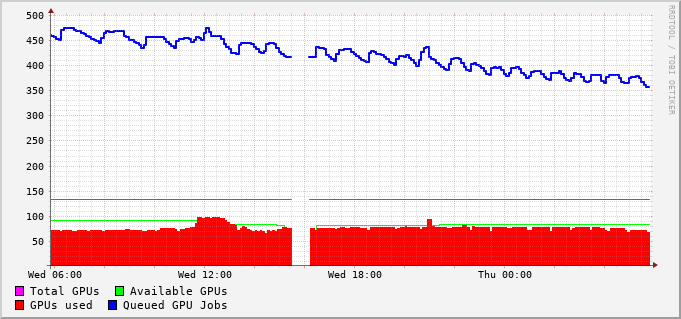 500
450
400
350
300
250
200
150
100
50
Wed 06:00 Wed 12:00 Wed 18:00 Thu 00:00
Total GPUs Available GPUs
GPUs used Queued GPU Jobs
RRDTOOL / TOBI OETIKER